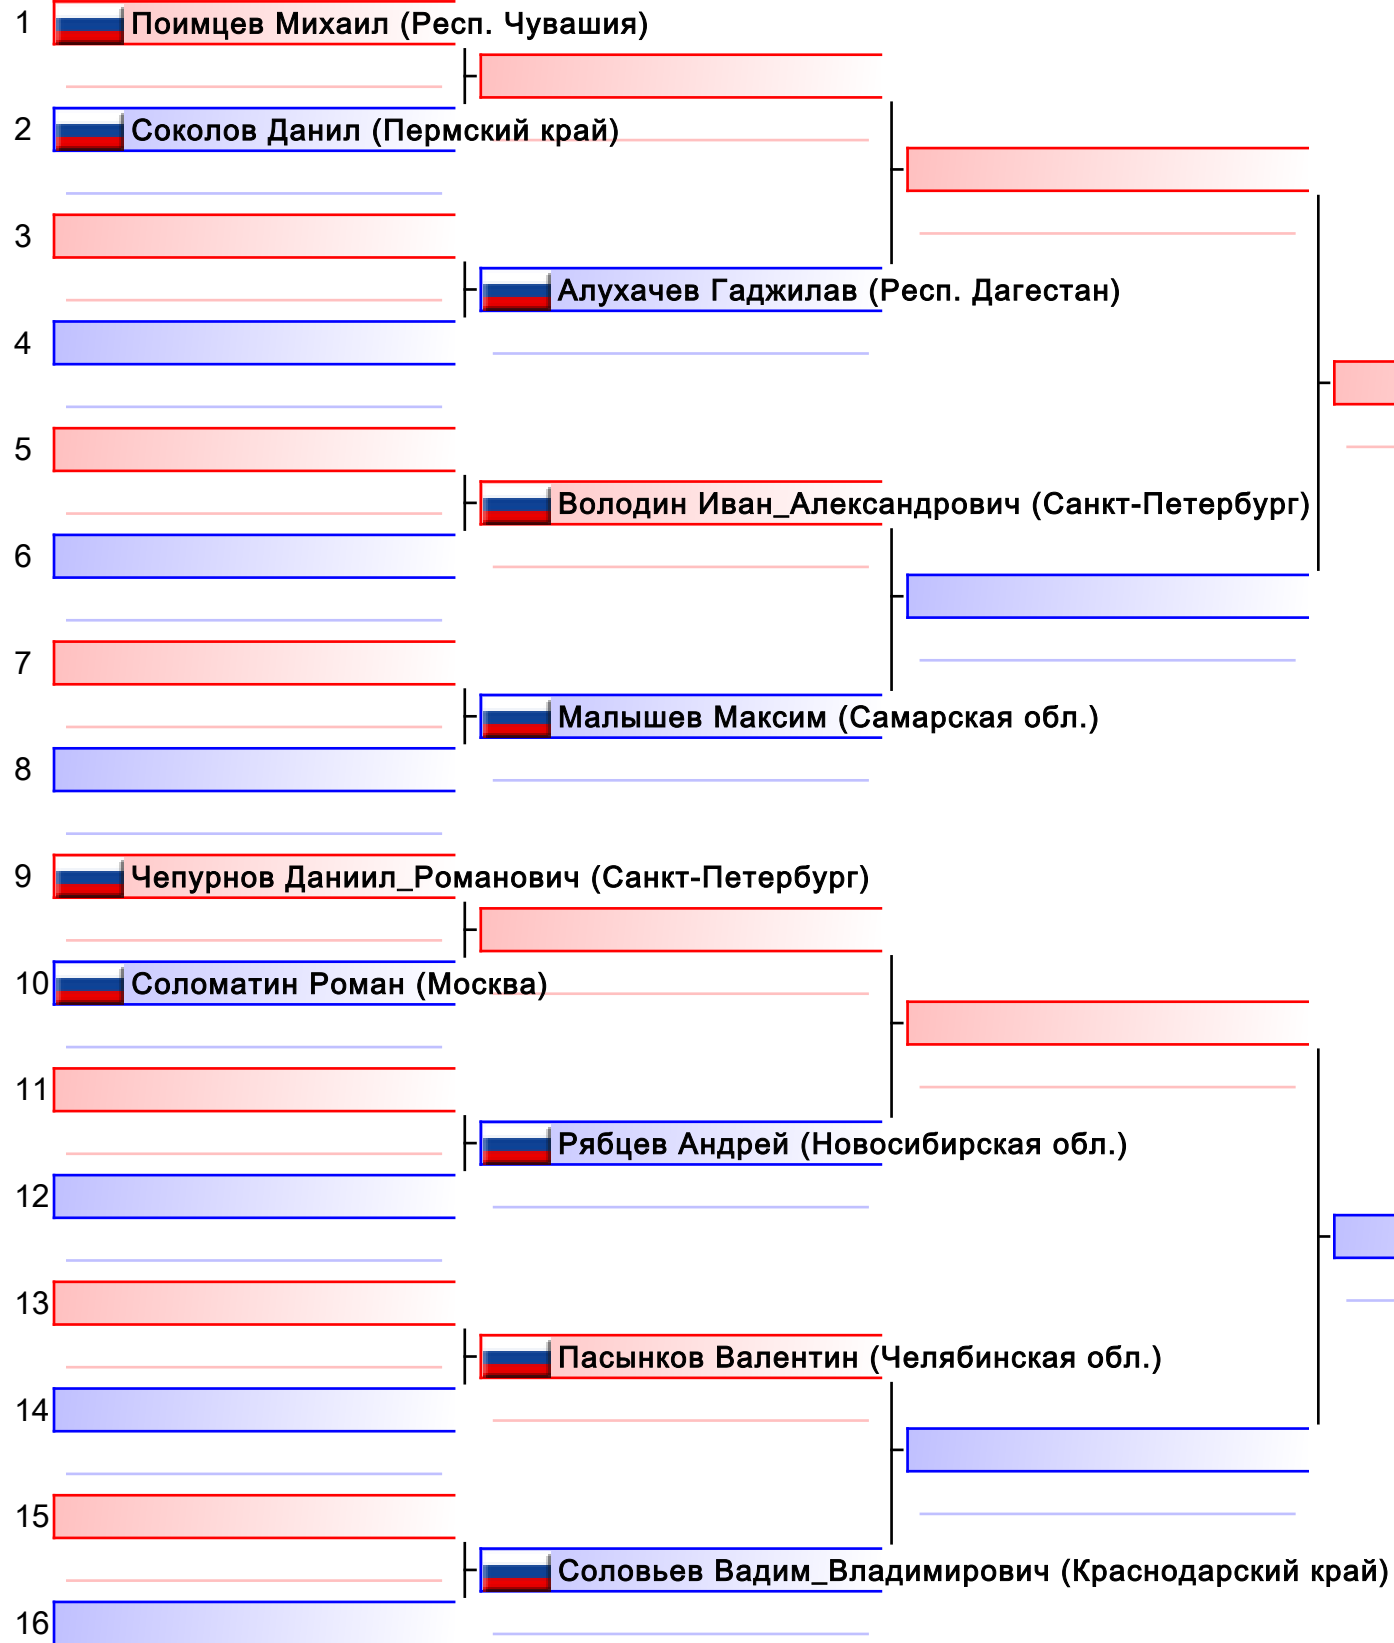 1 Поимцев Михаил (Респ. Чувашия)
2 Соколов Данил (Пермский край)
3
Алухачев Гаджилав (Респ. Дагестан)
4
5
Володин Иван_Александрович (Санкт-Петербург)
6
7
Малышев Максим (Самарская обл.)
8
9 Чепурнов Даниил_Романович (Санкт-Петербург)
10 Соломатин Роман (Москва)
11
Рябцев Андрей (Новосибирская обл.)
12
13
Пасынков Валентин (Челябинская обл.)
14
15
Соловьев Вадим_Владимирович (Краснодарский край)
16